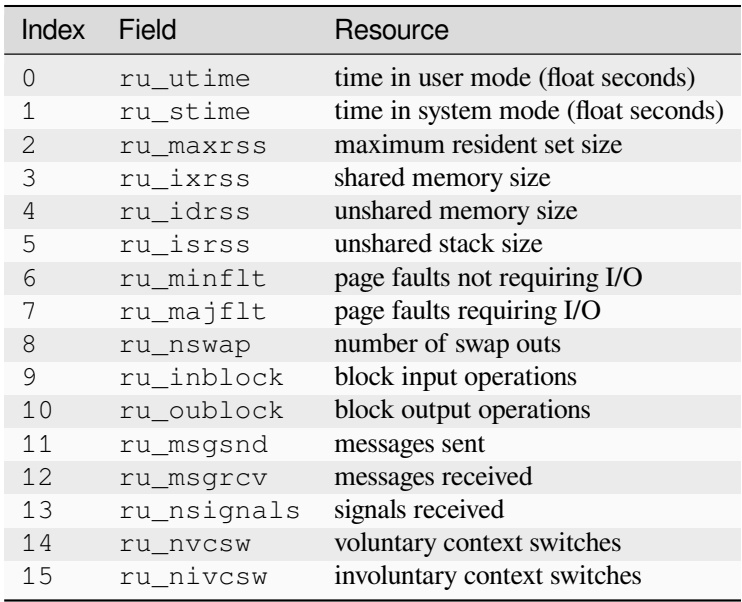 Index Field Resource
0 ru_utime time in user mode (float seconds)
1 ru_stime time in system mode (float seconds)
2 ru_maxrss maximum resident set size
3 ru_ixrss shared memory size
4 ru_idrss unshared memory size
5 ru_isrss unshared stack size
6 ru_minflt page faults not requiring I/O
7 ru_majflt page faults requiring I/O
8 ru_nswap number of swap outs
9 ru_inblock block input operations
10 ru_oublock block output operations
11 ru_msgsnd messages sent
12 ru_msgrcv messages received
13 ru_nsignals signals received
14 ru_nvcsw voluntary context switches
15 ru_nivcsw involuntary context switches